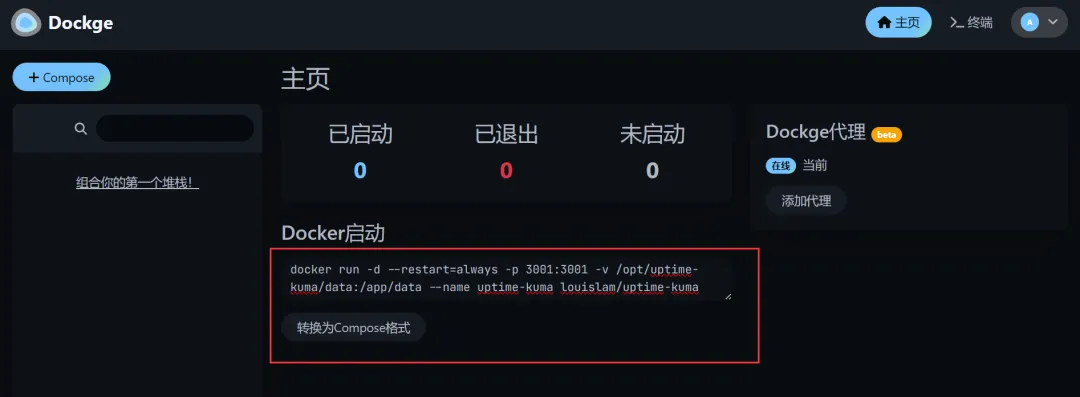 Dockge
主页
终端
A
+ Compose
主页
已启动
已退出
未启动
0
0
0
Dockge代理 beta
在线 当前
添加代理
组合你的第一个堆栈！
Docker启动
docker run -d --restart=always -p 3001:3001 -v /opt/uptime-
kuma/data:/app/data --name uptime-kuma louislam/uptime-kuma
转换为Compose格式